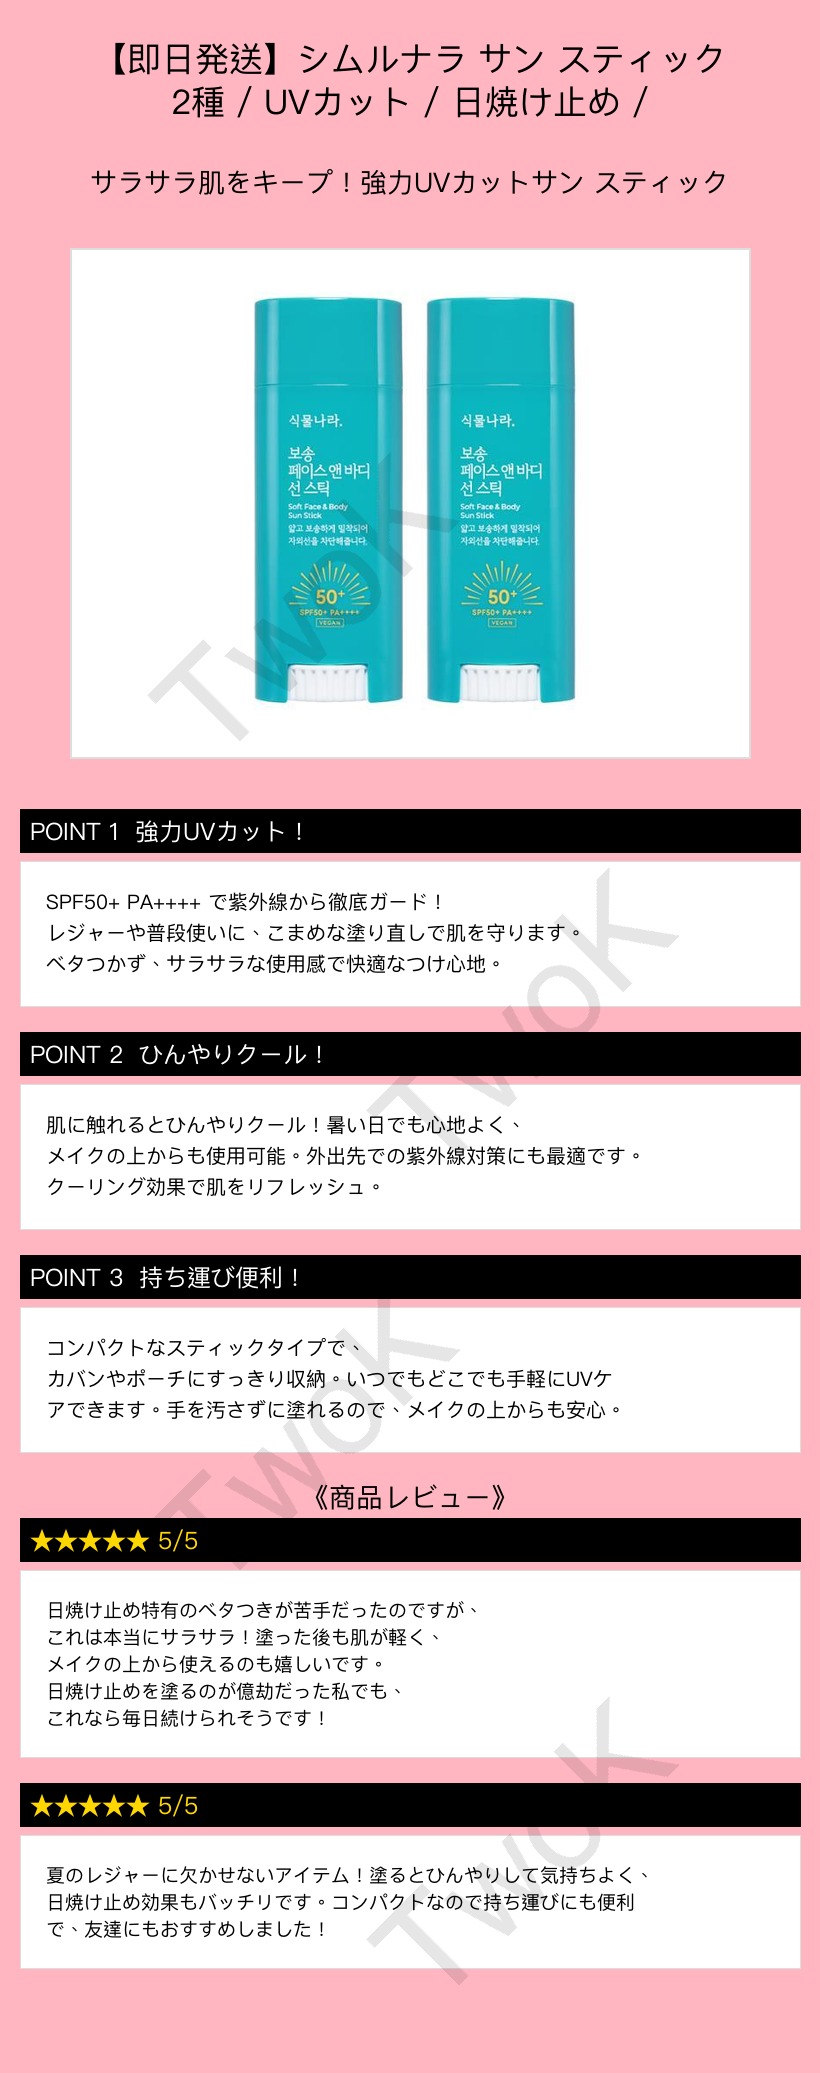 【即日発送】シムルナラ サン スティック
2種 / UVカット / 日焼け止め /
サラサラ肌をキープ！強力UVカットサン スティック
식물나라.
보송
페이스 앤 바디
선 스틱
Soft Face & Body
Sun Stick
얇고 보송하게 밀착되어
자외선을 차단해줍니다.
50+
SPF50+ PA++++
VEGAN
식물나라.
보송
페이스 앤 바디
선 스틱
Soft Face & Body
Sun Stick
얇고 보송하게 밀착되어
자외선을 차단해줍니다.
50+
SPF50+ PA++++
VEGAN
TwoK
POINT 1 強力UVカット！
SPF50+ PA++++ で紫外線から徹底ガード！
レジャーや普段使いに、こまめな塗り直しで肌を守ります。
ベタつかず、サラサラな使用感で快適なつけ心地。
TwoK
POINT 2 ひんやりクール！
肌に触れるとひんやりクール！暑い日でも心地よく、
メイクの上からも使用可能。外出先での紫外線対策にも最適です。
クーリング効果で肌をリフレッシュ。
POINT 3 持ち運び便利！
コンパクトなスティックタイプで、
カバンやポーチにすっきり収納。いつでもどこでも手軽にUVケ
アできます。手を汚さずに塗れるので、メイクの上からも安心。
TwoK
《商品レビュー》
★★★★★ 5/5
日焼け止め特有のベタつきが苦手だったのですが、
これは本当にサラサラ！塗った後も肌が軽く、
メイクの上から使えるのも嬉しいです。
日焼け止めを塗るのが億劫だった私でも、
これなら毎日続けられそうです！
★★★★★ 5/5
夏のレジャーに欠かせないアイテム！塗るとひんやりして気持ちよく、
日焼け止め効果もバッチリです。コンパクトなので持ち運びにも便利
で、友達にもおすすめしました！
TwoK